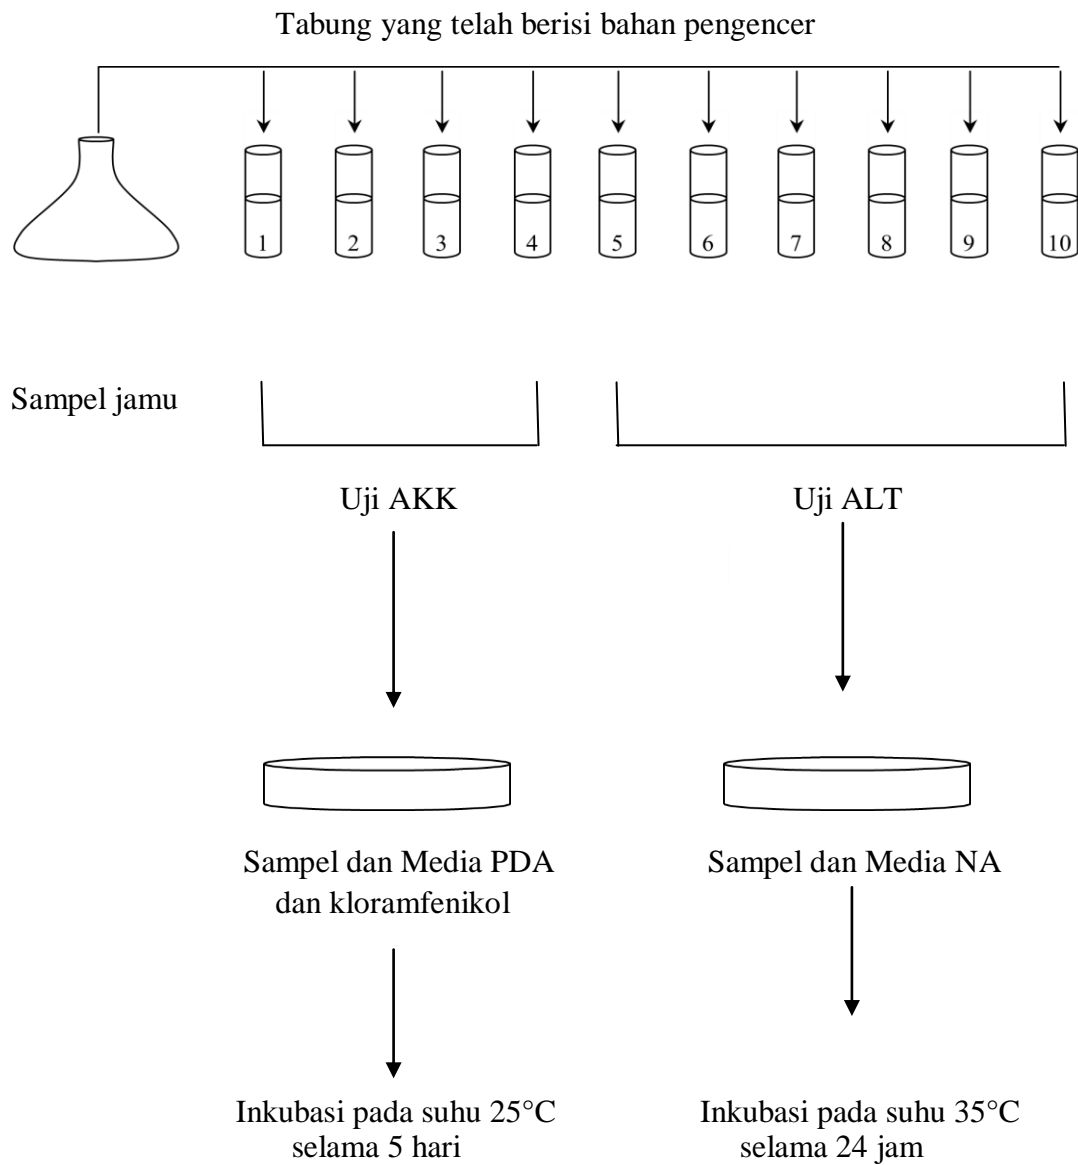 Tabung yang telah berisi bahan pengencer
1 2 3 4 5 6 7 8 9 10
Sampel jamu
Uji AKK
Uji ALT
Sampel dan Media PDA
dan kloramfenikol
Sampel dan Media NA
Inkubasi pada suhu 25°C
selama 5 hari
Inkubasi pada suhu 35°C
selama 24 jam